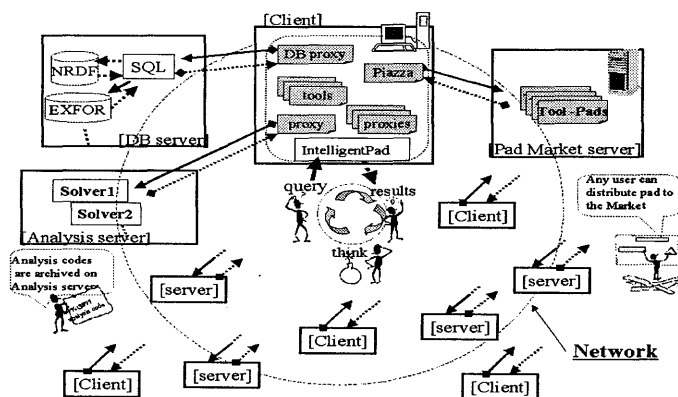 [Client]
DB proxy
Piazza
tools
proxy
proxies
IntelligentPad
SQL
NRDF
EXFOR
[DB server]
Tool-Pads
[Pad Market server]
Solver1
Solver2
[Analysis server]
query
results
think
Any user can
distribute pad to
the Market
Analysis codes
are archived on
Analysis server
[Client]
[server]
[server]
[Client]
[server]
[Client]
[server]
[Client]
Network